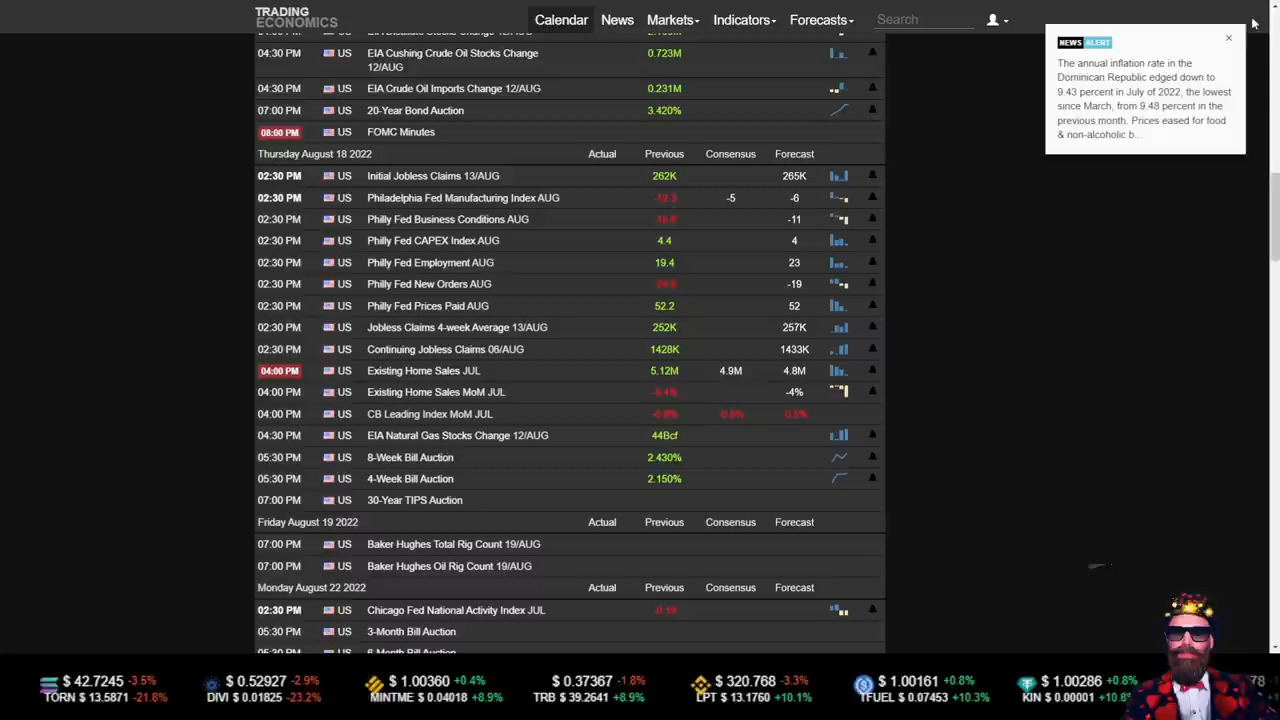 TRADING
ECONOMICS
Calendar News Markets Indicators Forecasts Search
NEWS ALERT
The annual inflation rate in the
Dominican Republic edged down to
9.43 percent in July of 2022, the lowest
since March, from 9.48 percent in the
previous month. Prices eased for food
& non-alcoholic b...
04:30 PM US EIA Cushing Crude Oil Stocks Change 0.723M
12/AUG
04:30 PM US EIA Crude Oil Imports Change 12/AUG 0.231M
07:00 PM US 20-Year Bond Auction 3.420%
08:00 PM US FOMC Minutes
Thursday August 18 2022 Actual Previous Consensus Forecast
02:30 PM US Initial Jobless Claims 13/AUG 262K 265K
02:30 PM US Philadelphia Fed Manufacturing Index AUG -12.3 -5 -6
02:30 PM US Philly Fed Business Conditions AUG -11
02:30 PM US Philly Fed CAPEX Index AUG 4.4 4
02:30 PM US Philly Fed Employment AUG 19.4 23
02:30 PM US Philly Fed New Orders AUG -19
02:30 PM US Philly Fed Prices Paid AUG 52.2 52
02:30 PM US Jobless Claims 4-week Average 13/AUG 252K 257K
02:30 PM US Continuing Jobless Claims 06/AUG 1428K 1433K
04:00 PM US Existing Home Sales JUL 5.12M 4.9M 4.8M
04:00 PM US Existing Home Sales MoM JUL -5.4% -4%
04:00 PM US CB Leading Index MoM JUL
04:30 PM US EIA Natural Gas Stocks Change 12/AUG 44Bcf
05:30 PM US 8-Week Bill Auction 2.430%
05:30 PM US 4-Week Bill Auction 2.150%
07:00 PM US 30-Year TIPS Auction
Friday August 19 2022 Actual Previous Consensus Forecast
07:00 PM US Baker Hughes Total Rig Count 19/AUG
07:00 PM US Baker Hughes Oil Rig Count 19/AUG
Monday August 22 2022 Actual Previous Consensus Forecast
02:30 PM US Chicago Fed National Activity Index JUL -0.19
05:30 PM US 3-Month Bill Auction
05:30 PM US 6-Month Bill Auction
$ 42.7245 -3.5% $ 0.52927 -2.9% $ 1.00360 +0.4% $ 0.37367 -1.8% $ 320.768 -3.3% $ 1.00161 +0.8% $ 1.00286 +0.8%
TORN $ 13.5871 -21.8% DIVI $ 0.01825 -23.2% MINTME $ 0.04018 +8.9% TRB $ 39.2641 +8.9% LPT $ 13.1760 +10.1% TFUEL $ 0.07453 +10.3% KIN $ 0.00001